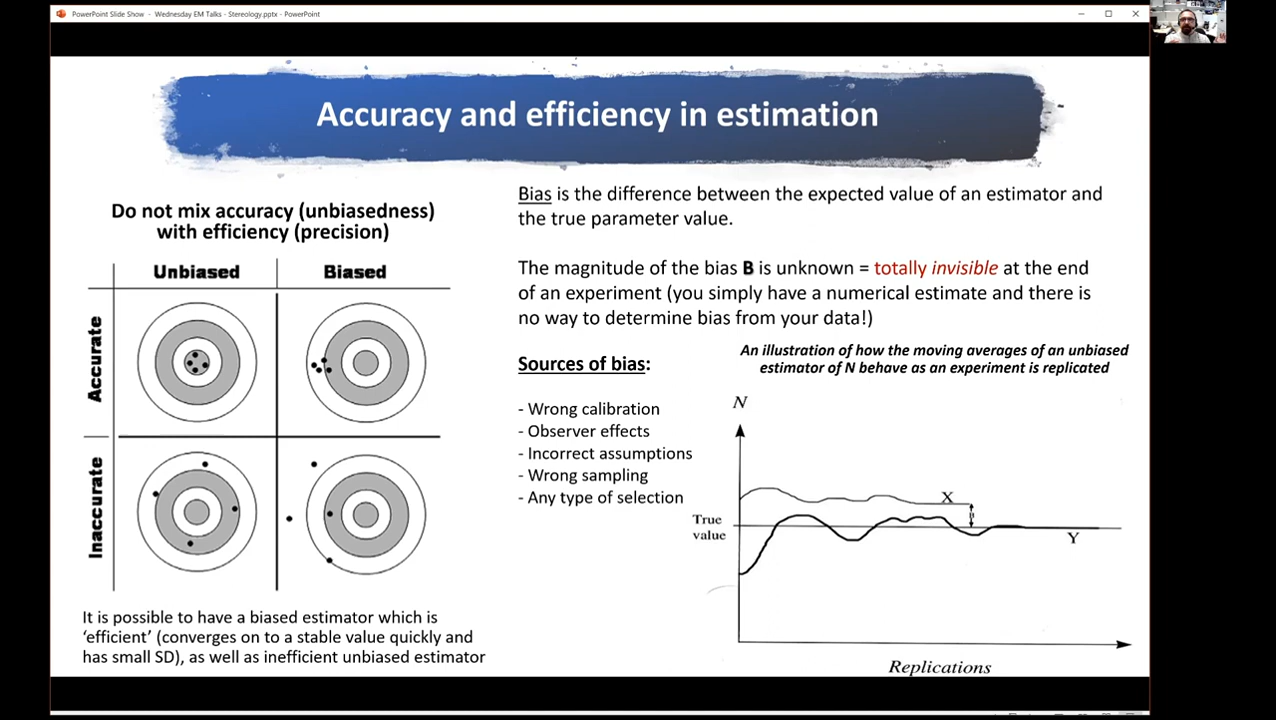 PowerPoint Slide Show - Wednesday EM Talks - Stereology.pptx - PowerPoint
Accuracy and efficiency in estimation
Do not mix accuracy (unbiasedness)
with efficiency (precision)
Unbiased
Biased
Accurate
Inaccurate
It is possible to have a biased estimator which is
‘efficient’ (converges on to a stable value quickly and
has small SD), as well as inefficient unbiased estimator
Bias is the difference between the expected value of an estimator and
the true parameter value.
The magnitude of the bias B is unknown = totally invisible at the end
of an experiment (you simply have a numerical estimate and there is
no way to determine bias from your data!)
Sources of bias:
- Wrong calibration
- Observer effects
- Incorrect assumptions
- Wrong sampling
- Any type of selection
An illustration of how the moving averages of an unbiased
estimator of N behave as an experiment is replicated
N
X
True
value
Y
Replications